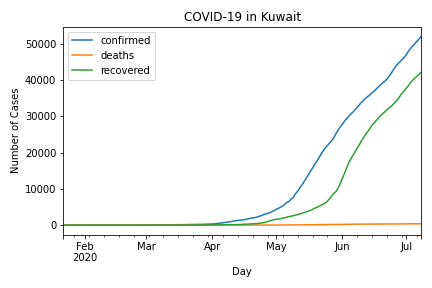 COVID-19 in Kuwait
confirmed
deaths
recovered
Number of Cases
50000
40000
30000
20000
10000
0
Feb
2020
Mar
Apr
May
Jun
Jul
Day